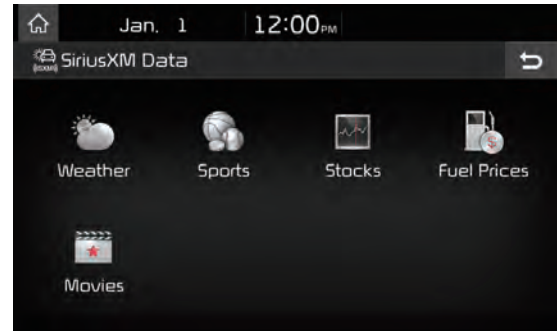 Jan. 1 12:00PM
SiriusXM Data
Weather Sports Stocks Fuel Prices
Movies